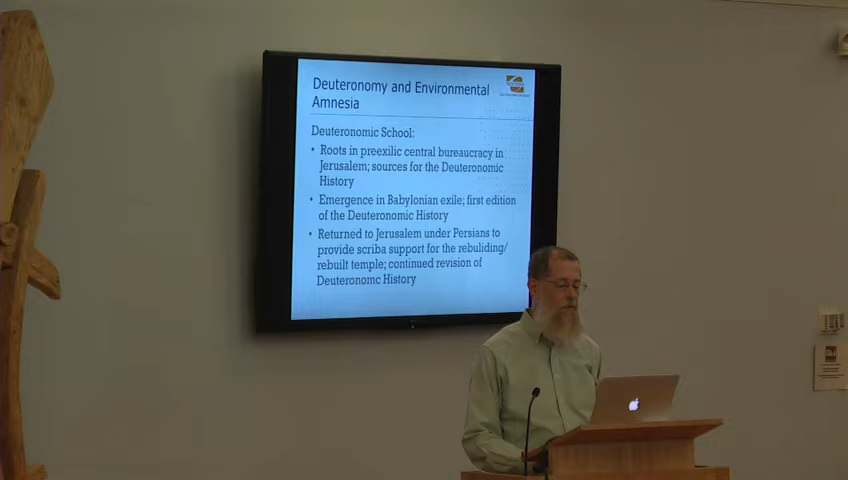 Deuteronomy and Environmental
Amnesia
Deuteronomic School:
• Roots in preexilic central bureaucracy in
Jerusalem; sources for the Deuteronomic
History
• Emergence in Babylonian exile; first edition
of the Deuteronomic History
• Returned to Jerusalem under Persians to
provide scriba support for the rebuliding/
rebuilt temple; continued revision of
Deuteronomc History